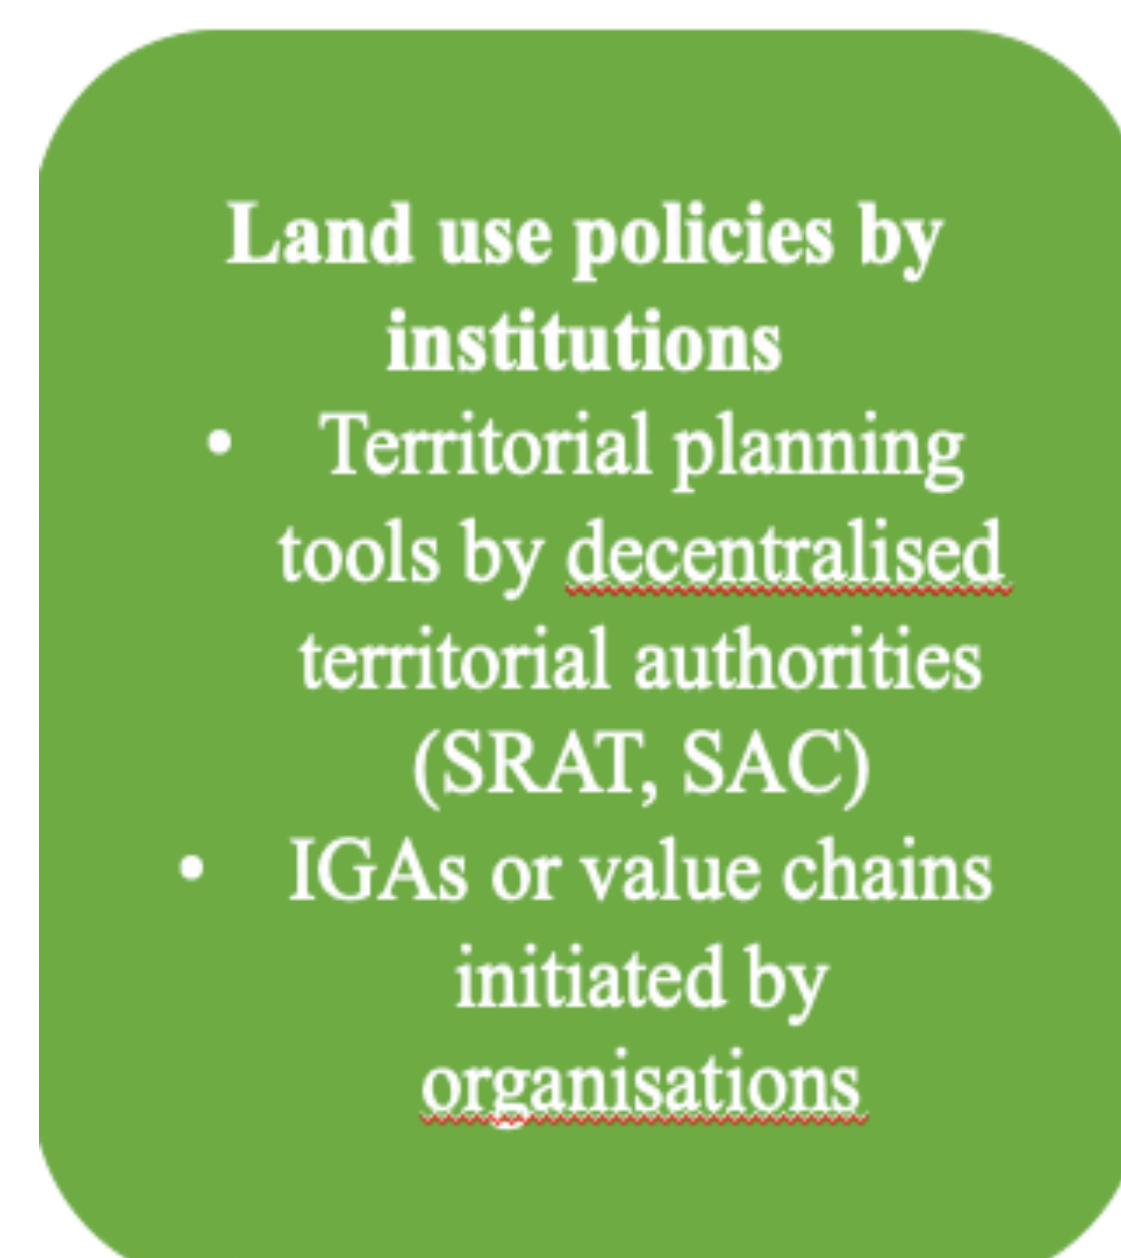 Land use policies by
institutions
• Territorial planning
tools by decentralised
territorial authorities
(SRAT, SAC)
• IGAs or value chains
initiated by
organisations